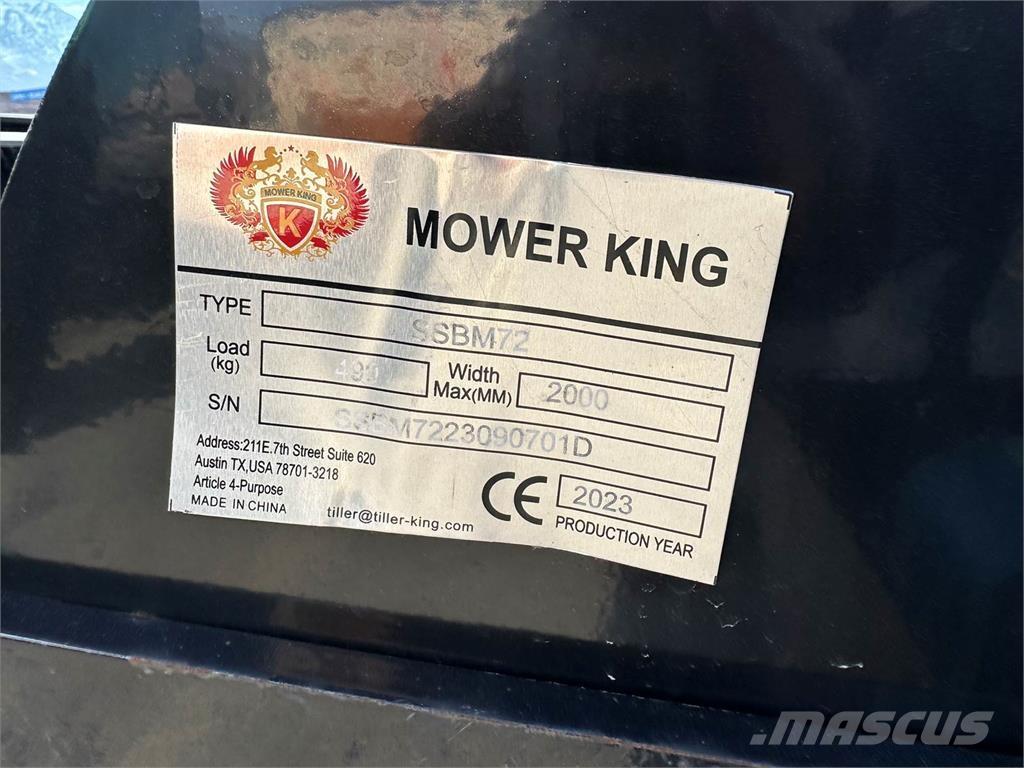 MOWER KING
K
MOWER KING
TYPE SSBM72
Load (kg) Width Max(MM) 2000
S/N SSBM7223090701D
Address:211E.7th Street Suite 620
Austin TX,USA 78701-3218
Article 4-Purpose
MADE IN CHINA
tiller@tiller-king.com
CE
2023
PRODUCTION YEAR
MASCUS